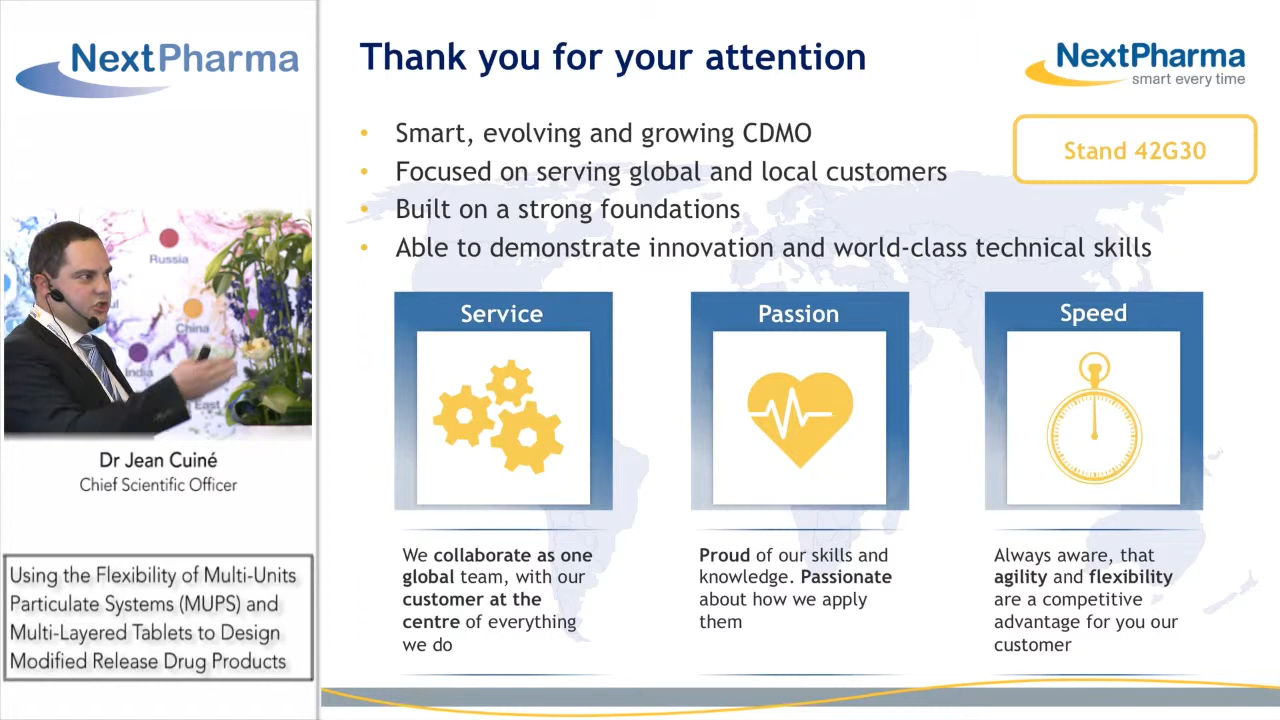 NextPharma
Russia
China
India
East
Dr Jean Cuiné
Chief Scientific Officer
Using the Flexibility of Multi-Units
Particulate Systems (MUPS) and
Multi-Layered Tablets to Design
Modified Release Drug Products
Thank you for your attention
NextPharma
smart every time
Stand 42G30
• Smart, evolving and growing CDMO
• Focused on serving global and local customers
• Built on a strong foundations
• Able to demonstrate innovation and world-class technical skills
Service
Passion
Speed
We collaborate as one
global team, with our
customer at the
centre of everything
we do
Proud of our skills and
knowledge. Passionate
about how we apply
them
Always aware, that
agility and flexibility
are a competitive
advantage for you our
customer